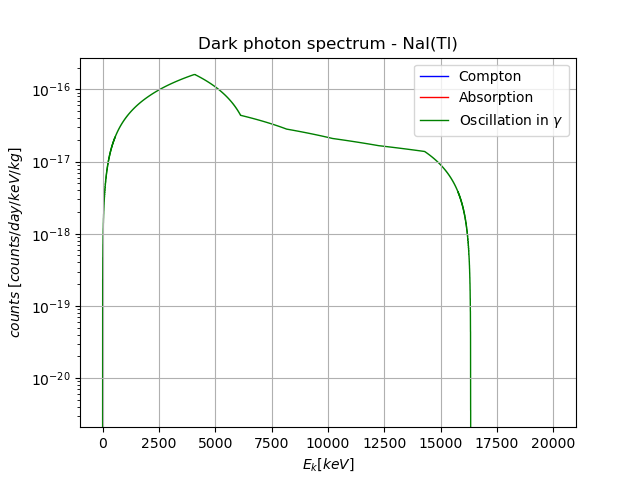 Dark photon spectrum - NaI(Tl)
Compton
Absorption
Oscillation in γ
10⁻¹⁶
10⁻¹⁷
10⁻¹⁸
10⁻¹⁹
10⁻²⁰
counts [counts/day/keV/kg]
0 2500 5000 7500 10000 12500 15000 17500 20000
E_k[keV]